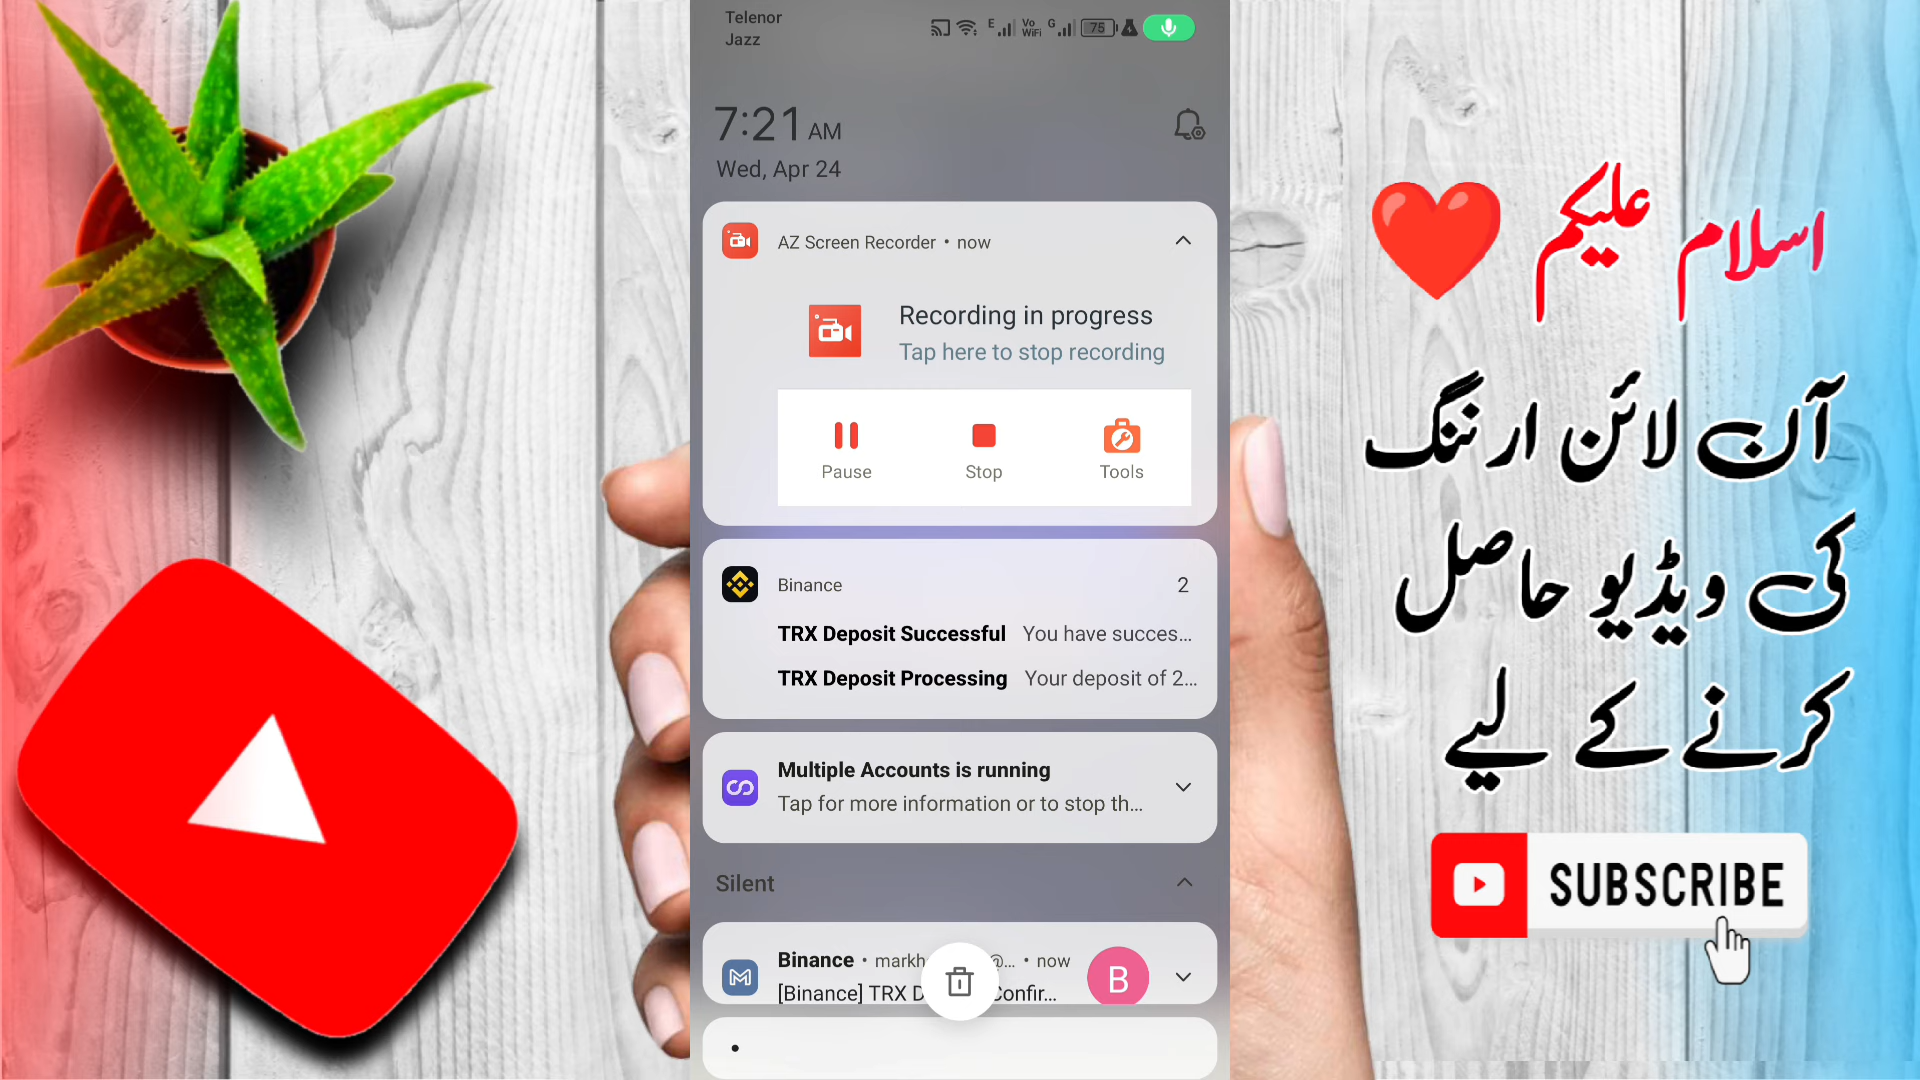 Telenor
Jazz
E Vo WiFi G 75
7:21 AM
Wed, Apr 24
AZ Screen Recorder • now
Recording in progress
Tap here to stop recording
Pause Stop Tools
Binance 2
TRX Deposit Successful You have succes...
TRX Deposit Processing Your deposit of 2...
Multiple Accounts is running
Tap for more information or to stop th...
Silent
Binance • markh @... • now
B
[Binance] TRX D Confir...
اسلام علیکم
آن لائن ارننگ
کی ویڈیو حاصل
کرنے کے لیے
SUBSCRIBE